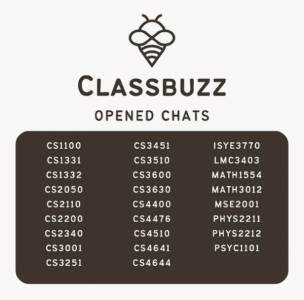 CLASSBUZZ
OPENED CHATS
CS1100
CS1331
CS1332
CS2050
CS2110
CS2200
CS2340
CS3001
CS3251
CS3451
CS3510
CS3600
CS3630
CS4400
CS4476
CS4510
CS4641
CS4644
ISYE3770
LMC3403
MATH1554
MATH3012
MSE2001
PHYS2211
PHYS2212
PSYC1101